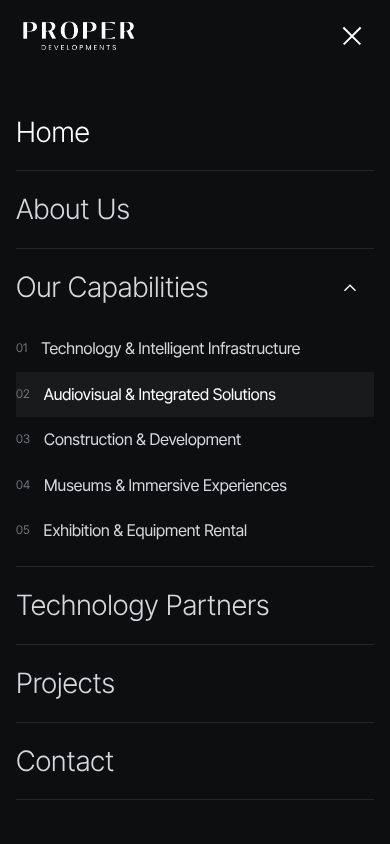 PROPER
DEVELOPMENTS
Home
About Us
Our Capabilities
01 Technology & Intelligent Infrastructure
02 Audiovisual & Integrated Solutions
03 Construction & Development
04 Museums & Immersive Experiences
05 Exhibition & Equipment Rental
Technology Partners
Projects
Contact